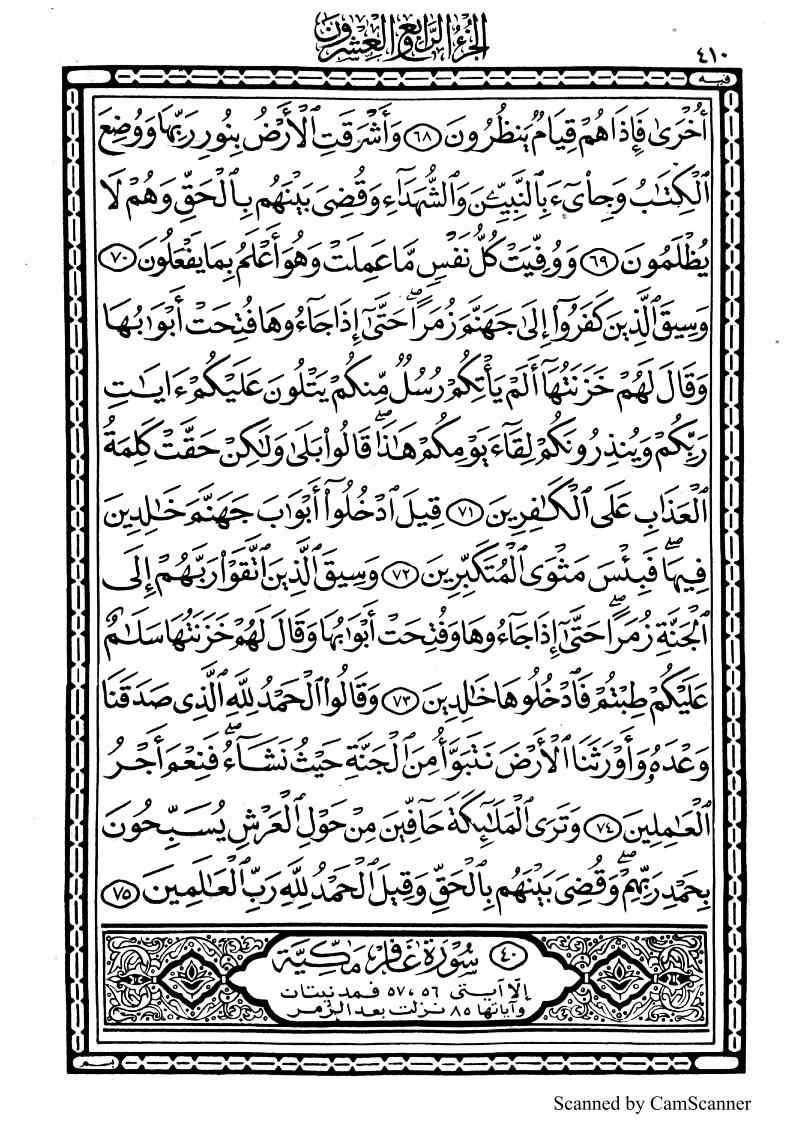 الجزء الرابع والعشرون
٤١٠
فيه
أُخْرَىٰ فَإِذَا هُمْ قِيَامٌ يَنظُرُونَ ٦٨ وَأَشْرَقَتِ ٱلْأَرْضُ بِنُورِ رَبِّهَا وَوُضِعَ
ٱلْكِتَٰبُ وَجِا۟ىٓءَ بِٱلنَّبِيِّۦنَ وَٱلشُّهَدَآءِ وَقُضِىَ بَيْنَهُم بِٱلْحَقِّ وَهُمْ لَا
يُظْلَمُونَ ٦٩ وَوُفِّيَتْ كُلُّ نَفْسٍ مَّا عَمِلَتْ وَهُوَ أَعْلَمُ بِمَا يَفْعَلُونَ ٧٠
وَسِيقَ ٱلَّذِينَ كَفَرُوٓا۟ إِلَىٰ جَهَنَّمَ زُمَرًا ۖ حَتَّىٰٓ إِذَا جَآءُوهَا فُتِحَتْ أَبْوَٰبُهَا
وَقَالَ لَهُمْ خَزَنَتُهَآ أَلَمْ يَأْتِكُمْ رُسُلٌ مِّنكُمْ يَتْلُونَ عَلَيْكُمْ ءَايَٰتِ
رَبِّكُمْ وَيُنذِرُونَكُمْ لِقَآءَ يَوْمِكُمْ هَٰذَا ۚ قَالُوا۟ بَلَىٰ وَلَٰكِنْ حَقَّتْ كَلِمَةُ
ٱلْعَذَابِ عَلَى ٱلْكَٰفِرِينَ ٧١ قِيلَ ٱدْخُلُوٓا۟ أَبْوَٰبَ جَهَنَّمَ خَٰلِدِينَ
فِيهَا ۖ فَبِئْسَ مَثْوَى ٱلْمُتَكَبِّرِينَ ٧٢ وَسِيقَ ٱلَّذِينَ ٱتَّقَوْا۟ رَبَّهُمْ إِلَى
ٱلْجَنَّةِ زُمَرًا ۖ حَتَّىٰٓ إِذَا جَآءُوهَا وَفُتِحَتْ أَبْوَٰبُهَا وَقَالَ لَهُمْ خَزَنَتُهَا سَلَٰمٌ
عَلَيْكُمْ طِبْتُمْ فَٱدْخُلُوهَا خَٰلِدِينَ ٧٣ وَقَالُوا۟ ٱلْحَمْدُ لِلَّهِ ٱلَّذِى صَدَقَنَا
وَعْدَهُۥ وَأَوْرَثَنَا ٱلْأَرْضَ نَتَبَوَّأُ مِنَ ٱلْجَنَّةِ حَيْثُ نَشَآءُ ۖ فَنِعْمَ أَجْرُ
ٱلْعَٰمِلِينَ ٧٤ وَتَرَى ٱلْمَلَٰٓئِكَةَ حَآفِّينَ مِنْ حَوْلِ ٱلْعَرْشِ يُسَبِّحُونَ
بِحَمْدِ رَبِّهِمْ ۖ وَقُضِىَ بَيْنَهُم بِٱلْحَقِّ وَقِيلَ ٱلْحَمْدُ لِلَّهِ رَبِّ ٱلْعَٰلَمِينَ ٧٥
٤٠ سُورَة غَافِر مَكِّيَّة
إلا آيتى ٥٦ ، ٥٧ فمدنيتان
وآياتها ٨٥ نزلت بعد الزمر
بسم
Scanned by CamScanner